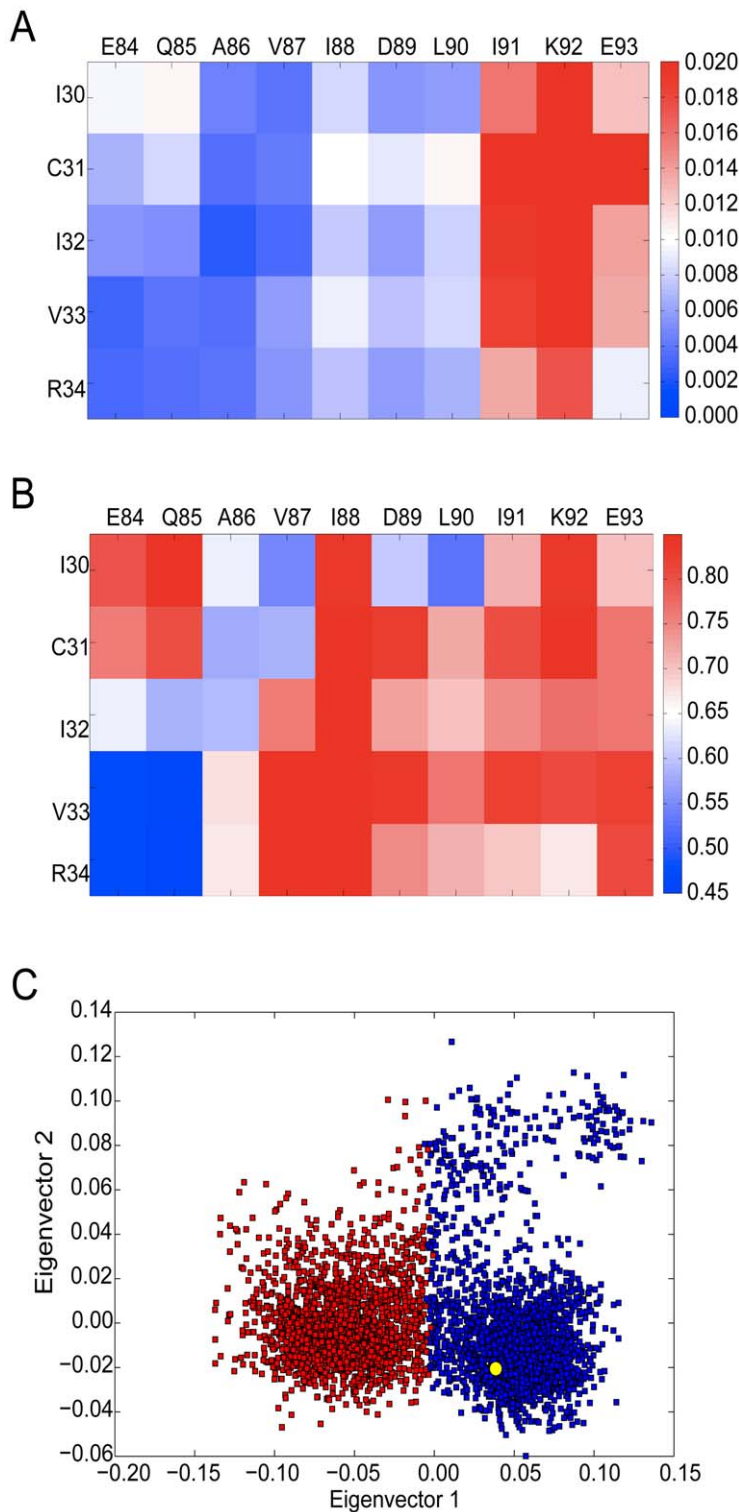 A
E84 Q85 A86 V87 I88 D89 L90 I91 K92 E93
I30
C31
I32
V33
R34
0.020
0.018
0.016
0.014
0.012
0.010
0.008
0.006
0.004
0.002
0.000
B
E84 Q85 A86 V87 I88 D89 L90 I91 K92 E93
I30
C31
I32
V33
R34
0.80
0.75
0.70
0.65
0.60
0.55
0.50
0.45
C
0.14
0.12
0.10
0.08
0.06
0.04
0.02
0.00
−0.02
−0.04
−0.06
Eigenvector 2
−0.20 −0.15 −0.10 −0.05 0.00 0.05 0.10 0.15
Eigenvector 1